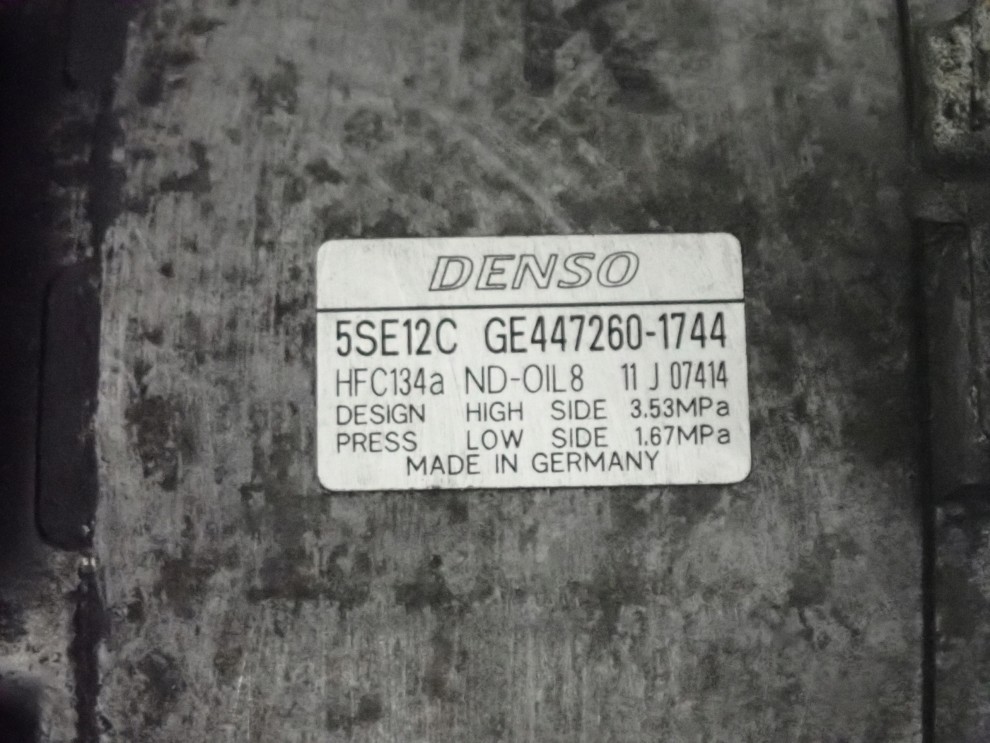 DENSO
5SE12C GE447260-1744
HFC134a ND-OIL8 11 J 07414
DESIGN HIGH SIDE 3.53MPa
PRESS LOW SIDE 1.67MPa
MADE IN GERMANY